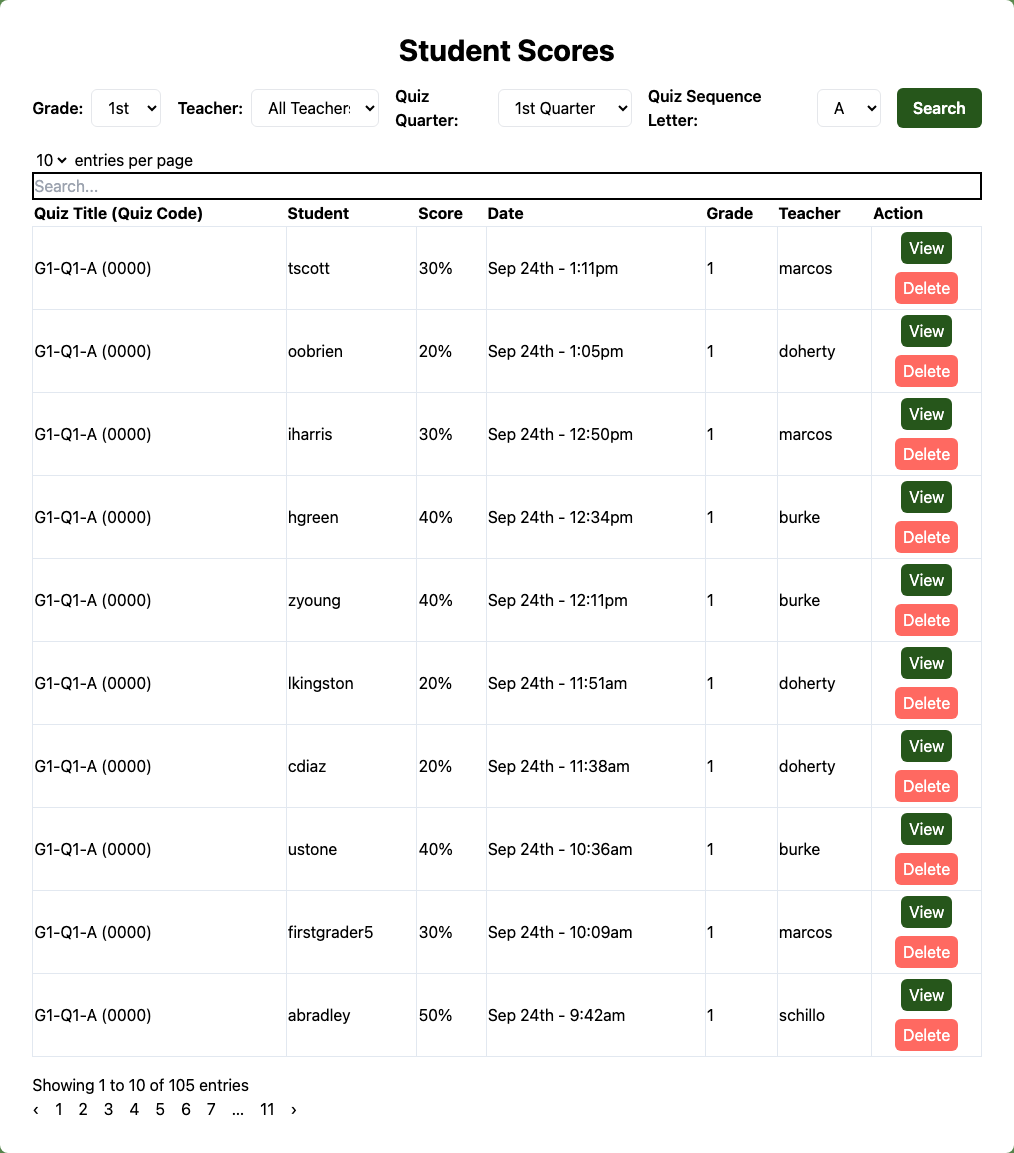 Student Scores
Grade: 1st Teacher: All Teachers Quiz Quarter: 1st Quarter Quiz Sequence Letter: A Search
10 entries per page
Search...
Quiz Title (Quiz Code) Student Score Date Grade Teacher Action
G1-Q1-A (0000) tscott 30% Sep 24th - 1:11pm 1 marcos View Delete
G1-Q1-A (0000) oobrien 20% Sep 24th - 1:05pm 1 doherty View Delete
G1-Q1-A (0000) iharris 30% Sep 24th - 12:50pm 1 marcos View Delete
G1-Q1-A (0000) hgreen 40% Sep 24th - 12:34pm 1 burke View Delete
G1-Q1-A (0000) zyoung 40% Sep 24th - 12:11pm 1 burke View Delete
G1-Q1-A (0000) lkingston 20% Sep 24th - 11:51am 1 doherty View Delete
G1-Q1-A (0000) cdiaz 20% Sep 24th - 11:38am 1 doherty View Delete
G1-Q1-A (0000) ustone 40% Sep 24th - 10:36am 1 burke View Delete
G1-Q1-A (0000) firstgrader5 30% Sep 24th - 10:09am 1 marcos View Delete
G1-Q1-A (0000) abradley 50% Sep 24th - 9:42am 1 schillo View Delete
Showing 1 to 10 of 105 entries
‹ 1 2 3 4 5 6 7 … 11 ›